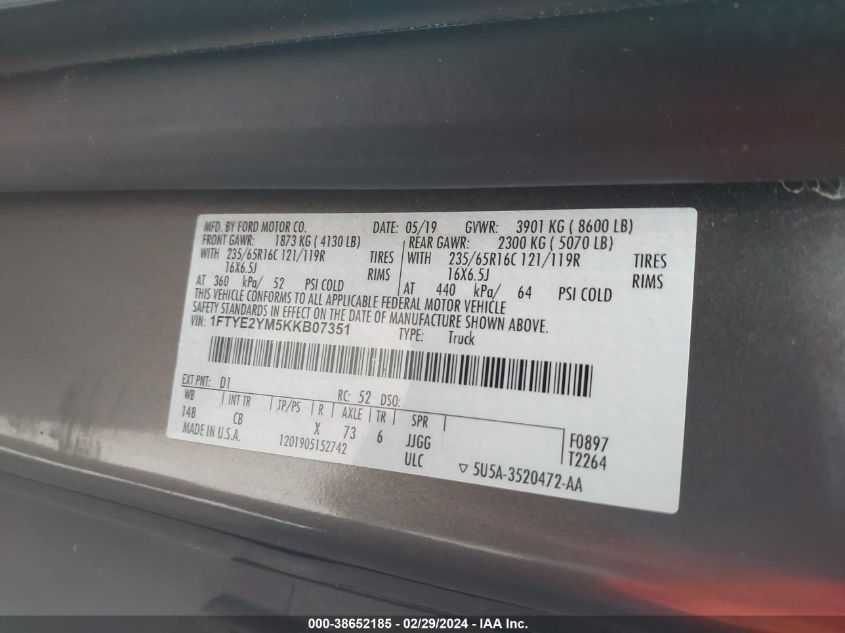 MFD. BY FORD MOTOR CO. DATE: 05/19 GVWR: 3901 KG ( 8600 LB)
FRONT GAWR: 1873 KG ( 4130 LB) REAR GAWR: 2300 KG ( 5070 LB)
WITH 235/65R16C 121/119R TIRES WITH 235/65R16C 121/119R TIRES
16X6.5J RIMS 16X6.5J RIMS
AT 360 kPa/ 52 PSI COLD AT 440 kPa/ 64 PSI COLD
THIS VEHICLE CONFORMS TO ALL APPLICABLE FEDERAL MOTOR VEHICLE
SAFETY STANDARDS IN EFFECT ON THE DATE OF MANUFACTURE SHOWN ABOVE.
VIN: 1FTYE2YM5KKB07351 TYPE: Truck
EXT PNT: D1 RC: 52 DSO:
WB INT TR TP/PS R AXLE TR SPR
148 CB X 73 6 JJGG F0897
MADE IN U.S.A. 1201905152742 ULC T2264
▽ 5U5A-3520472-AA
000-38652185 - 02/29/2024 - IAA Inc.